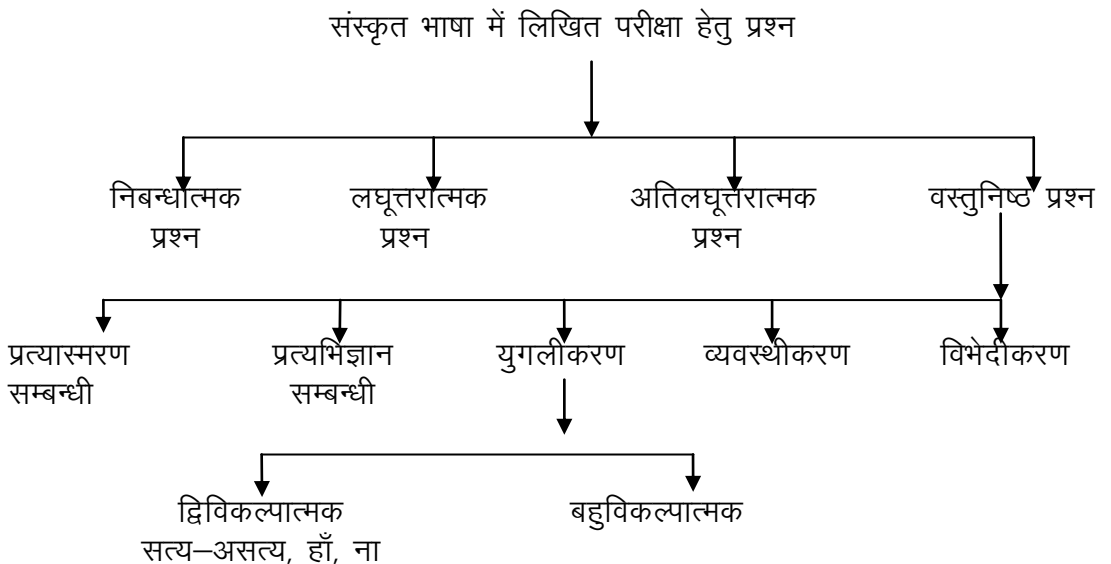 संस्कृत भाषा में लिखित परीक्षा हेतु प्रश्न
निबन्धात्मक लघूत्तरात्मक अतिलघूत्तरात्मक वस्तुनिष्ठ प्रश्न
प्रश्न प्रश्न प्रश्न
प्रत्यास्मरण प्रत्यभिज्ञान युगलीकरण व्यवस्थीकरण विभेदीकरण
सम्बन्धी सम्बन्धी
द्विविकल्पात्मक बहुविकल्पात्मक
सत्य–असत्य, हाँ, ना